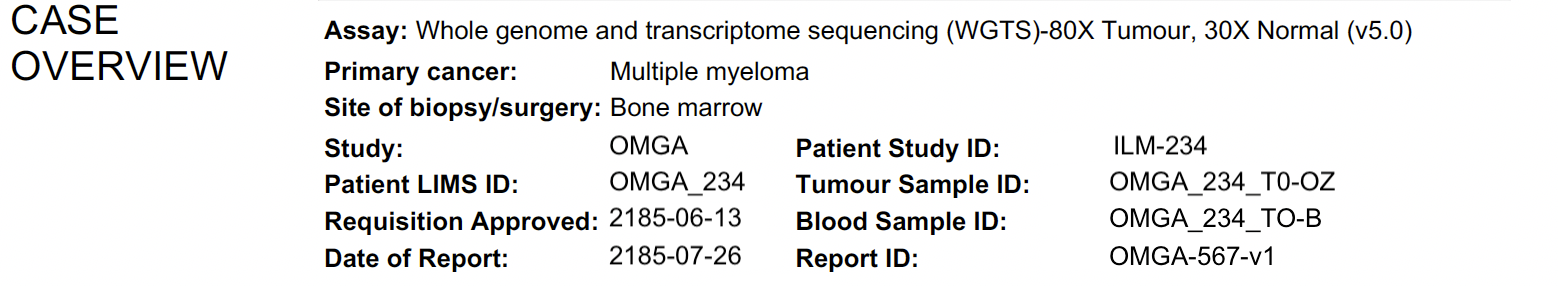 CASE
OVERVIEW
Assay: Whole genome and transcriptome sequencing (WGTS)-80X Tumour, 30X Normal (v5.0)
Primary cancer: Multiple myeloma
Site of biopsy/surgery: Bone marrow
Study: OMGA Patient Study ID: ILM-234
Patient LIMS ID: OMGA_234 Tumour Sample ID: OMGA_234_T0-OZ
Requisition Approved: 2185-06-13 Blood Sample ID: OMGA_234_TO-B
Date of Report: 2185-07-26 Report ID: OMGA-567-v1